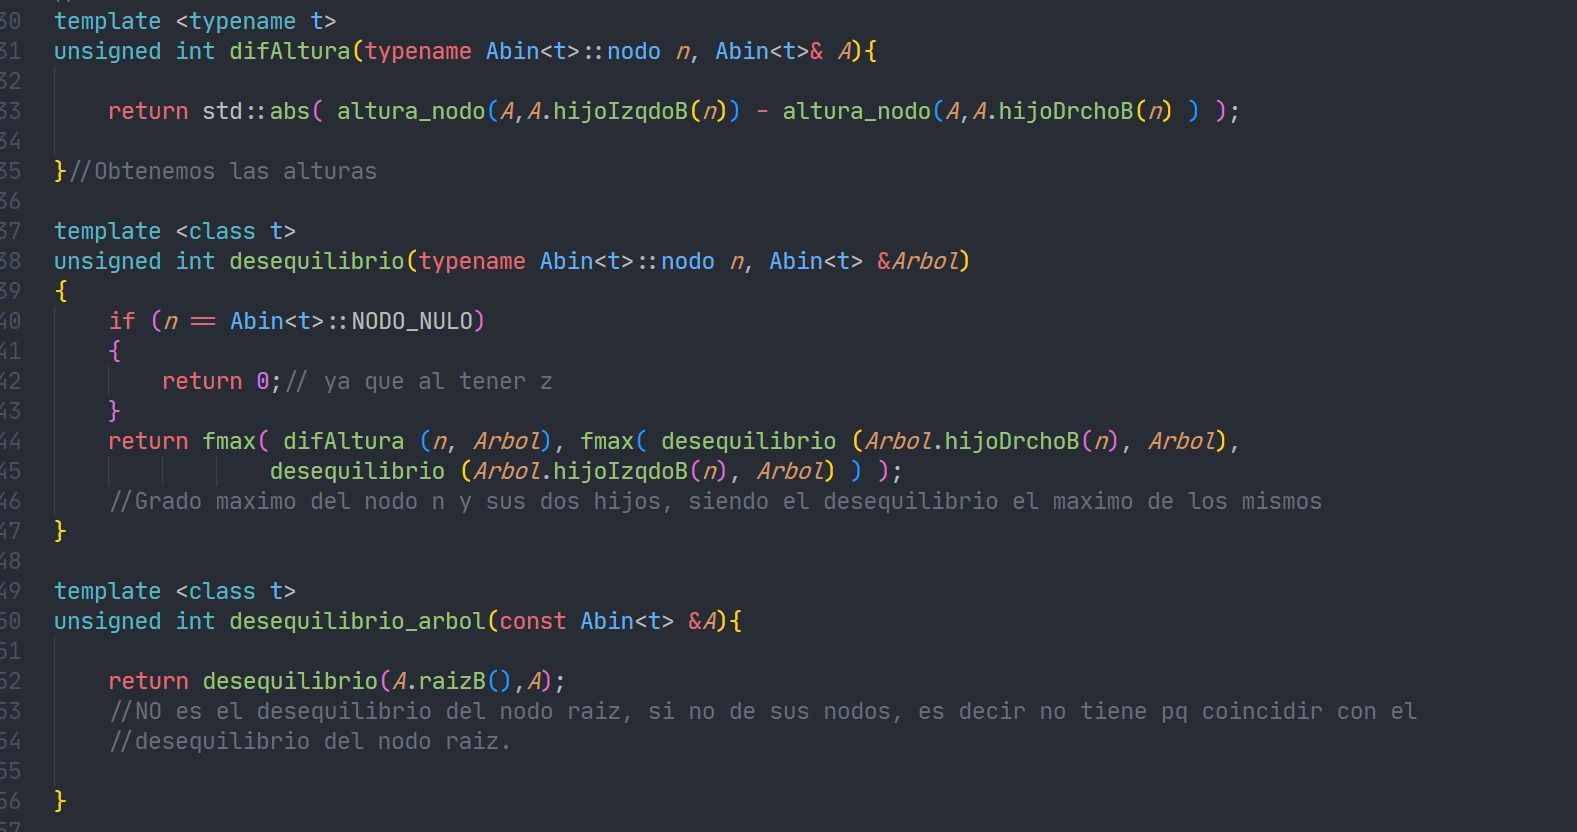 30 template <typename t>
31 unsigned int difAltura(typename Abin<t>::nodo n, Abin<t>& A){
32
33 return std::abs( altura_nodo(A,A.hijoIzqdoB(n)) - altura_nodo(A,A.hijoDrchoB(n) ) );
34
35 }//Obtenemos las alturas
36
37 template <class t>
38 unsigned int desequilibrio(typename Abin<t>::nodo n, Abin<t> &Arbol)
39 {
40 if (n == Abin<t>::NODO_NULO)
41 {
42 return 0;// ya que al tener z
43 }
44 return fmax( difAltura (n, Arbol), fmax( desequilibrio (Arbol.hijoDrchoB(n), Arbol),
45 desequilibrio (Arbol.hijoIzqdoB(n), Arbol) ) );
46 //Grado maximo del nodo n y sus dos hijos, siendo el desequilibrio el maximo de los mismos
47 }
48
49 template <class t>
50 unsigned int desequilibrio_arbol(const Abin<t> &A){
51
52 return desequilibrio(A.raizB(),A);
53 //NO es el desequilibrio del nodo raiz, si no de sus nodos, es decir no tiene pq coincidir con el
54 //desequilibrio del nodo raiz.
55
56 }
57